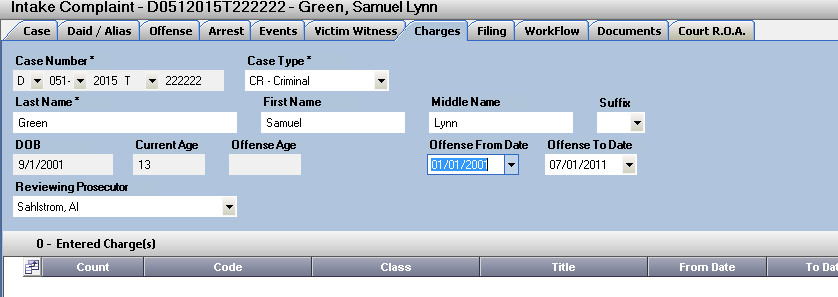 Intake Complaint - D0512015T222222 - Green, Samuel Lynn
Case Daid / Alias Offense Arrest Events Victim Witness Charges Filing WorkFlow Documents Court R.O.A.
Case Number * Case Type *
D 051- 2015 T 222222 CR - Criminal
Last Name * First Name Middle Name Suffix
Green Samuel Lynn
DOB Current Age Offense Age Offense From Date Offense To Date
9/1/2001 13 01/01/2001 07/01/2011
Reviewing Prosecutor
Sahlstrom, Al
0 - Entered Charge(s)
Count Code Class Title From Date To Dat